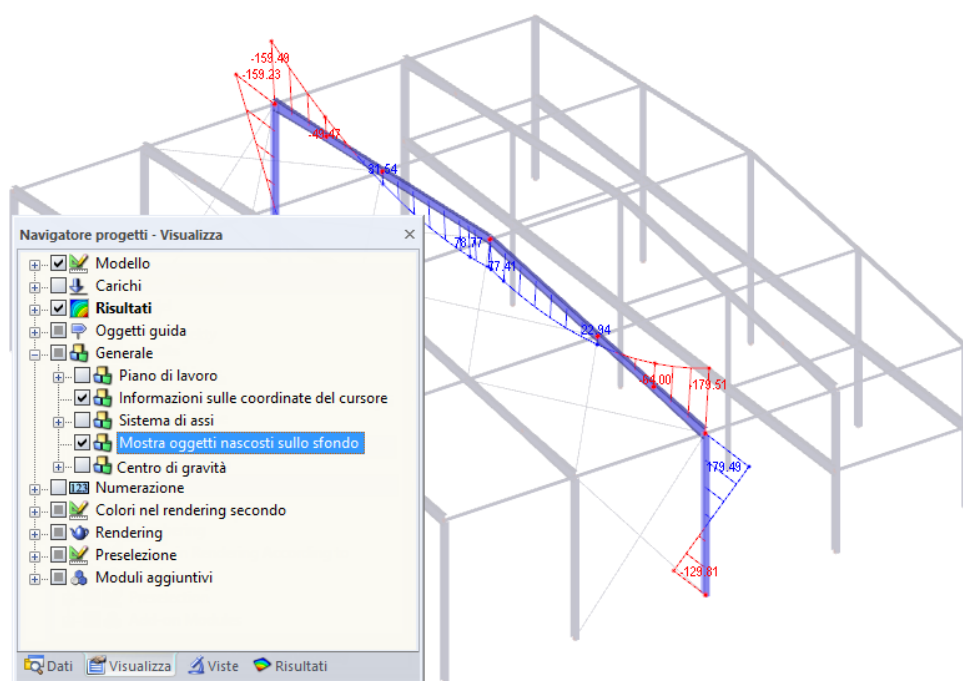 -159.49
-159.23
-49.47
31.54
78.77
77.41
22.94
-64.00
-179.51
179.49
-129.81
Navigatore progetti - Visualizza
Modello
Carichi
Risultati
Oggetti guida
Generale
Piano di lavoro
Informazioni sulle coordinate del cursore
Sistema di assi
Mostra oggetti nascosti sullo sfondo
Centro di gravità
123 Numerazione
Colori nel rendering secondo
Rendering
Preselezione
Moduli aggiuntivi
Dati Visualizza Viste Risultati